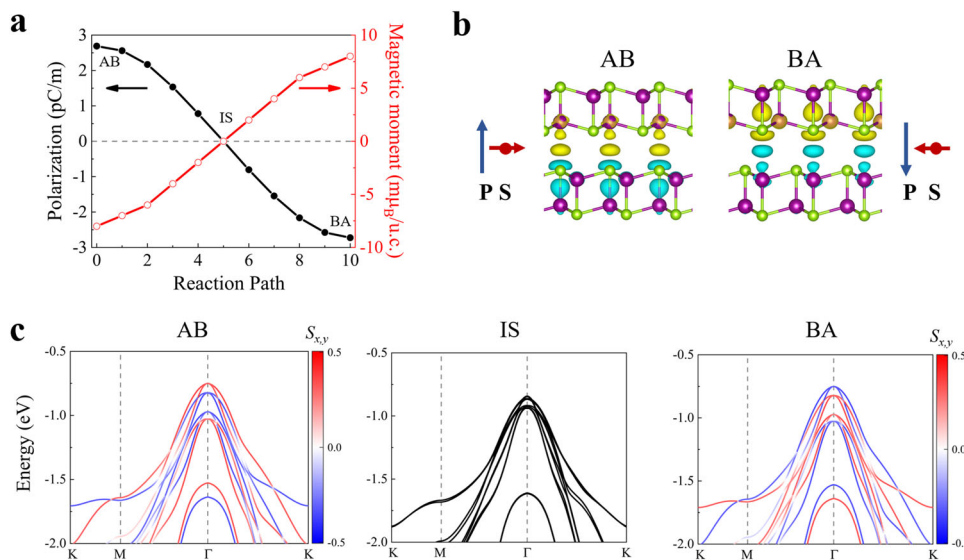 a
Polarization (pC/m)
3
2
1
0
-1
-2
-3
AB
IS
BA
10
5
0
-5
-10
Magnetic moment (mμB/u.c.)
0 2 4 6 8 10
Reaction Path
b
AB BA
P S
P S
c
AB
Sx,y
0.5
0.0
-0.5
Energy (eV)
-0.5
-1.0
-1.5
-2.0
K M Γ K
IS
-0.5
-1.0
-1.5
-2.0
K M Γ K
BA
Sx,y
0.5
0.0
-0.5
-0.5
-1.0
-1.5
-2.0
K M Γ K